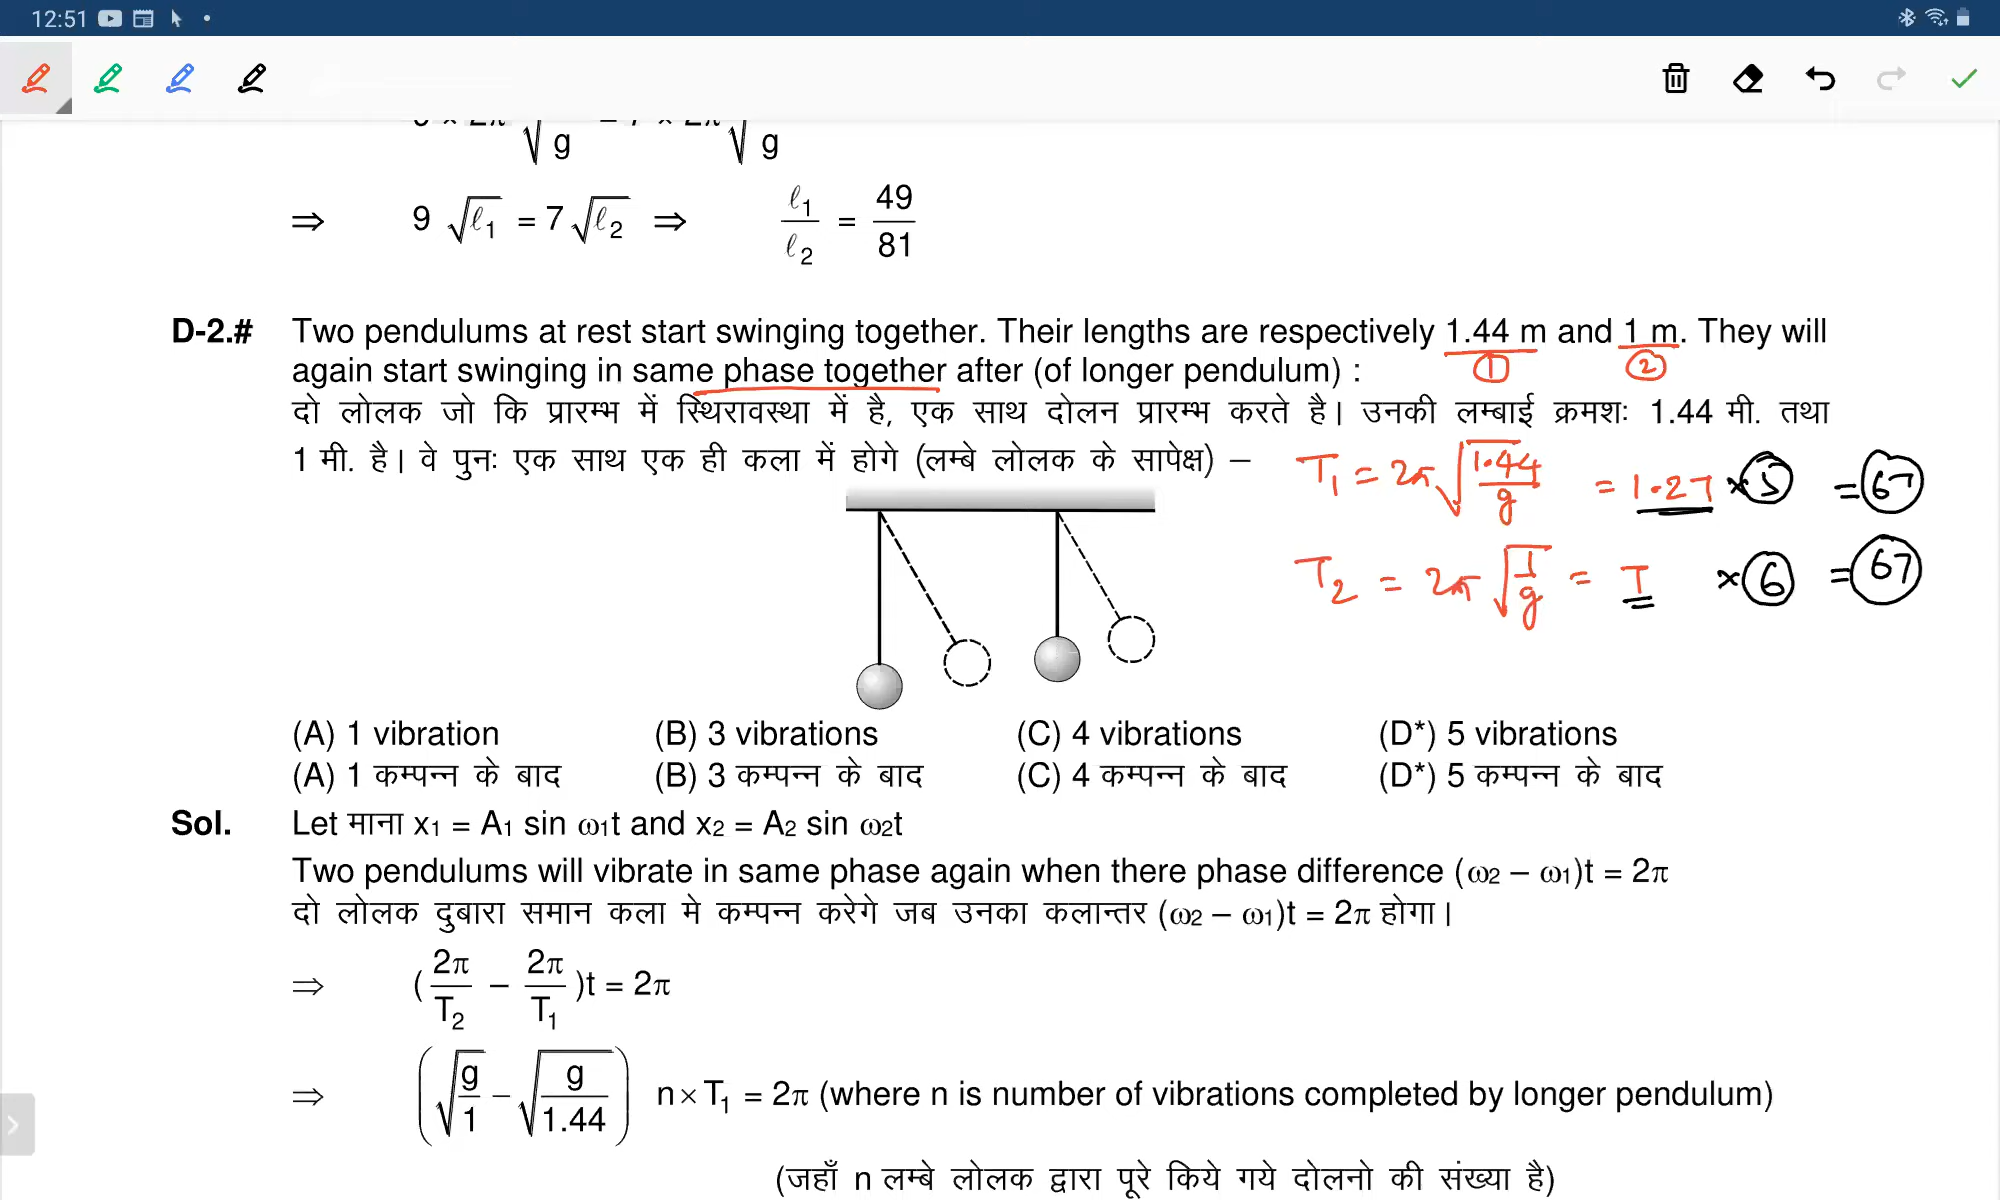 12:51
g g
⇒ 9 √ℓ1 = 7 √ℓ2 ⇒ ℓ1/ℓ2 = 49/81
D-2.# Two pendulums at rest start swinging together. Their lengths are respectively 1.44 m and 1 m. They will
again start swinging in same phase together after (of longer pendulum) :
① ②
दो लोलक जो कि प्रारम्भ में स्थिरावस्था में है, एक साथ दोलन प्रारम्भ करते है। उनकी लम्बाई क्रमशः 1.44 मी. तथा
1 मी. है। वे पुनः एक साथ एक ही कला में होगे (लम्बे लोलक के सापेक्ष) –
T1 = 2π √(1.44/g) = 1.2T × 5 = 6T
T2 = 2π √(1/g) = T × 6 = 6T
(A) 1 vibration (B) 3 vibrations (C) 4 vibrations (D*) 5 vibrations
(A) 1 कम्पन्न के बाद (B) 3 कम्पन्न के बाद (C) 4 कम्पन्न के बाद (D*) 5 कम्पन्न के बाद
Sol. Let माना x1 = A1 sin ω1t and x2 = A2 sin ω2t
Two pendulums will vibrate in same phase again when there phase difference (ω2 – ω1)t = 2π
दो लोलक दुबारा समान कला मे कम्पन्न करेगे जब उनका कलान्तर (ω2 – ω1)t = 2π होगा।
⇒ (2π/T2 – 2π/T1)t = 2π
⇒ (√(g/1) – √(g/1.44)) n × T1 = 2π (where n is number of vibrations completed by longer pendulum)
(जहाँ n लम्बे लोलक द्वारा पूरे किये गये दोलनो की संख्या है)